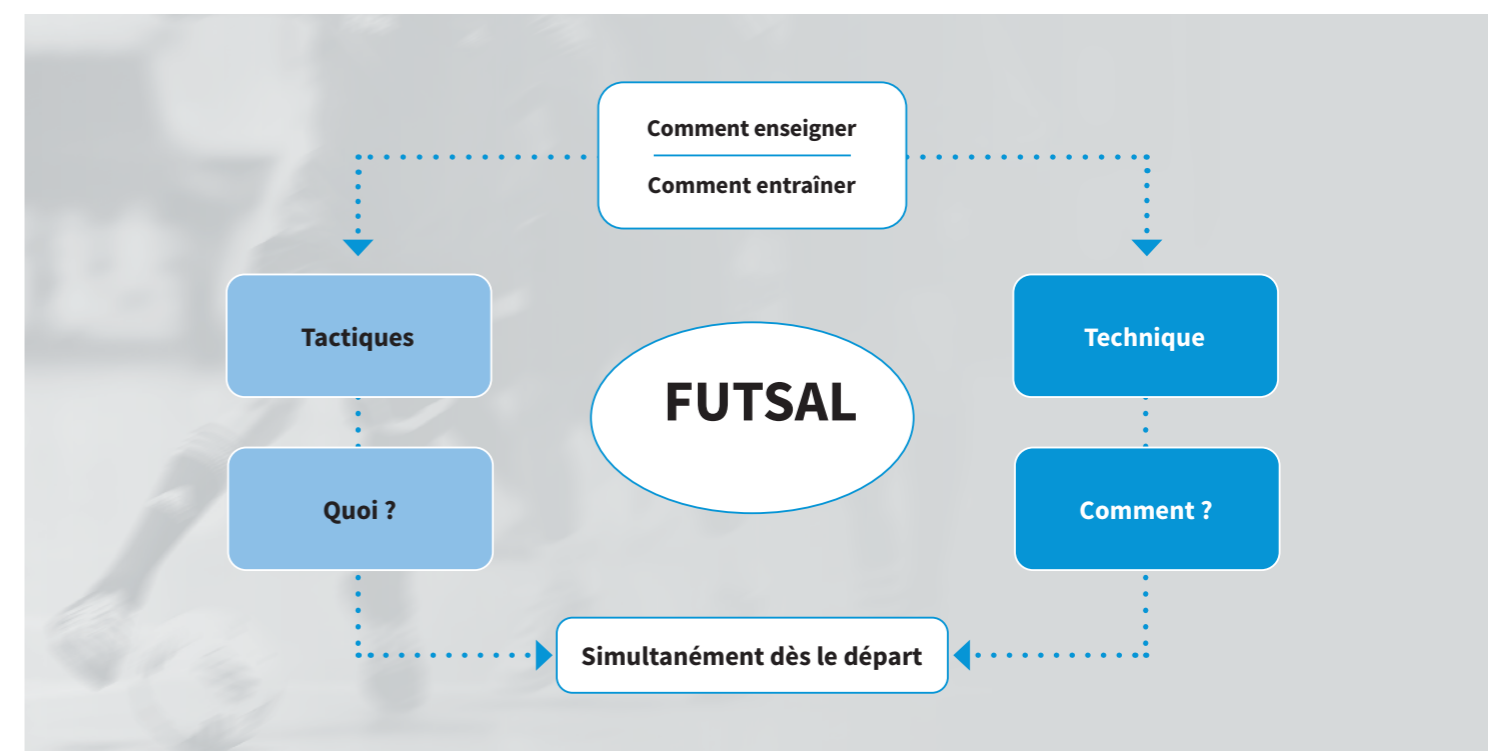 Comment enseigner
Comment entraîner
Tactiques
Technique
FUTSAL
Quoi ?
Comment ?
Simultanément dès le départ